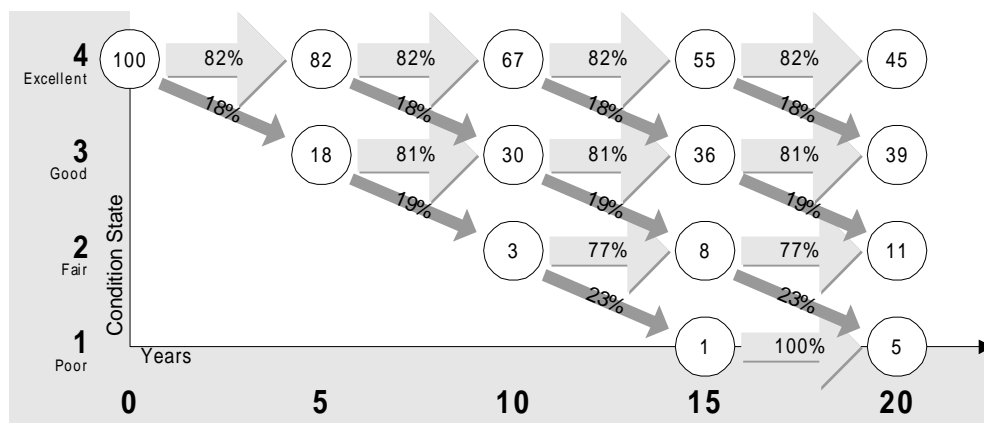 4 100 82% 82 82% 67 82% 55 82% 45
Excellent
18% 18% 18% 18%
3 18 81% 30 81% 36 81% 39
Good
19% 19% 19%
2 3 77% 8 77% 11
Fair
23% 23%
1 1 100% 5
Poor
Condition State
Years
0 5 10 15 20